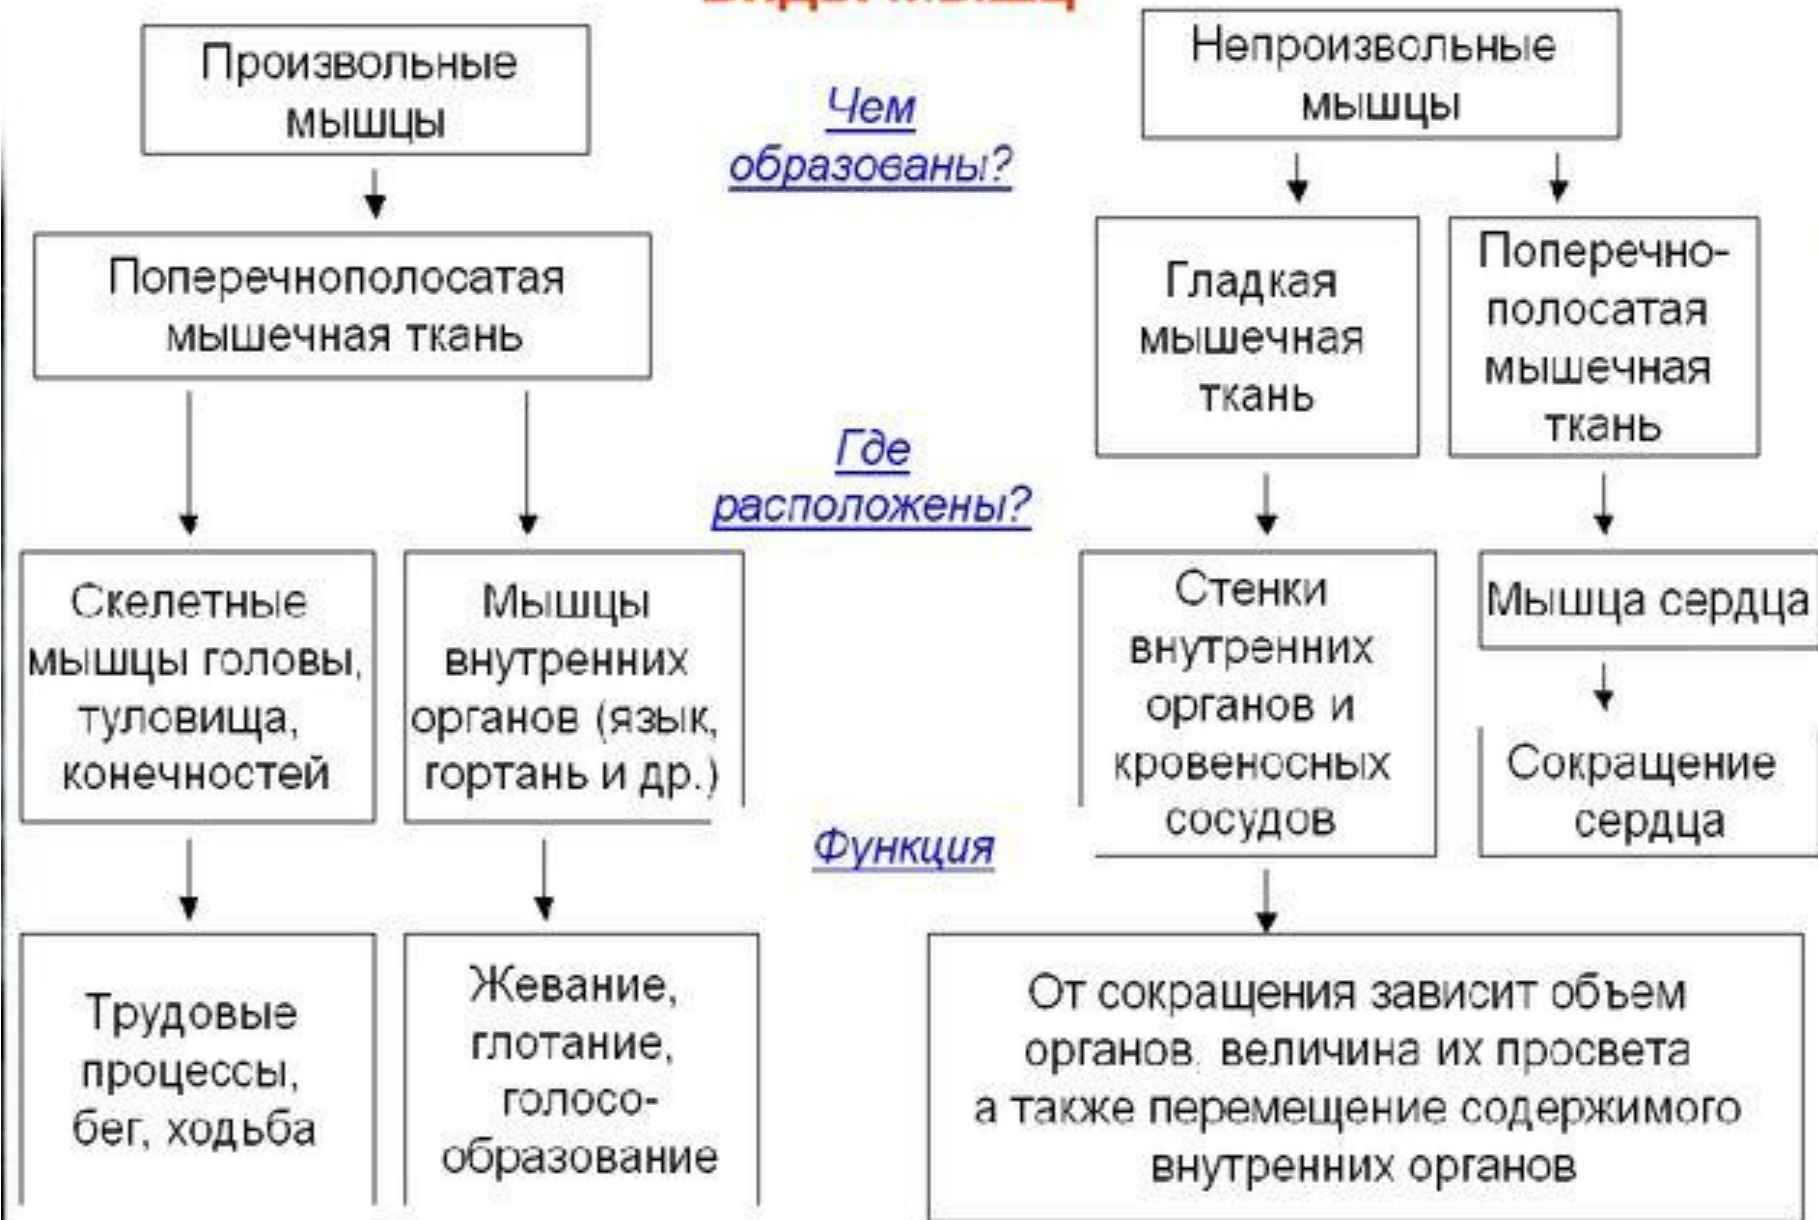 Произвольные
мышцы
Чем
образованы?
Непроизвольные
мышцы
Поперечнополосатая
мышечная ткань
Гладкая
мышечная
ткань
Поперечно-
полосатая
мышечная
ткань
Где
расположены?
Скелетные
мышцы головы,
туловища,
конечностей
Мышцы
внутренних
органов (язык,
гортань и др.)
Стенки
внутренних
органов и
кровеносных
сосудов
Мышца сердца
Сокращение
сердца
Функция
Трудовые
процессы,
бег, ходьба
Жевание,
глотание,
голосо-
образование
От сокращения зависит объем
органов, величина их просвета
а также перемещение содержимого
внутренних органов